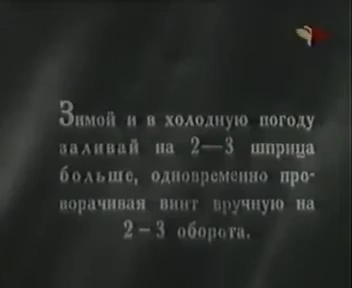 Зимой и в холодную погоду
заливай на 2—3 шприца
больше, одновременно про-
ворачивая винт вручную на
2—3 оборота.